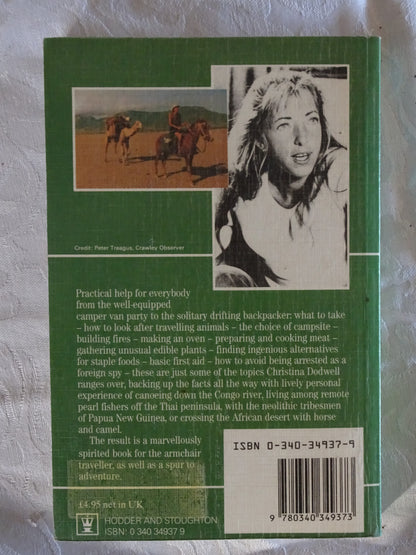 Credit: Peter Treagus, Crawley Observer
Practical help for everybody
from the well-equipped
camper van party to the solitary drifting backpacker: what to take
– how to look after travelling animals – the choice of campsite –
building fires – making an oven – preparing and cooking meat –
gathering unusual edible plants – finding ingenious alternatives
for staple foods – basic first aid – how to avoid being arrested as a
foreign spy – these are just some of the topics Christina Dodwell
ranges over, backing up the facts all the way with lively personal
experience of canoeing down the Congo river, living among remote
pearl fishers off the Thai peninsula, with the neolithic tribesmen
of Papua New Guinea, or crossing the African desert with horse
and camel.
The result is a marvellously
spirited book for the armchair
traveller, as well as a spur to
adventure.
£4.95 net in UK
HODDER AND STOUGHTON
ISBN: 0 340 34937 9
ISBN 0-340-34937-9
9 780340 349373